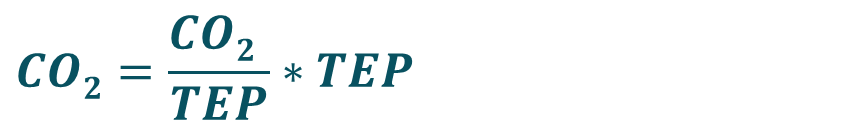 CO₂ = CO₂/TEP * TEP